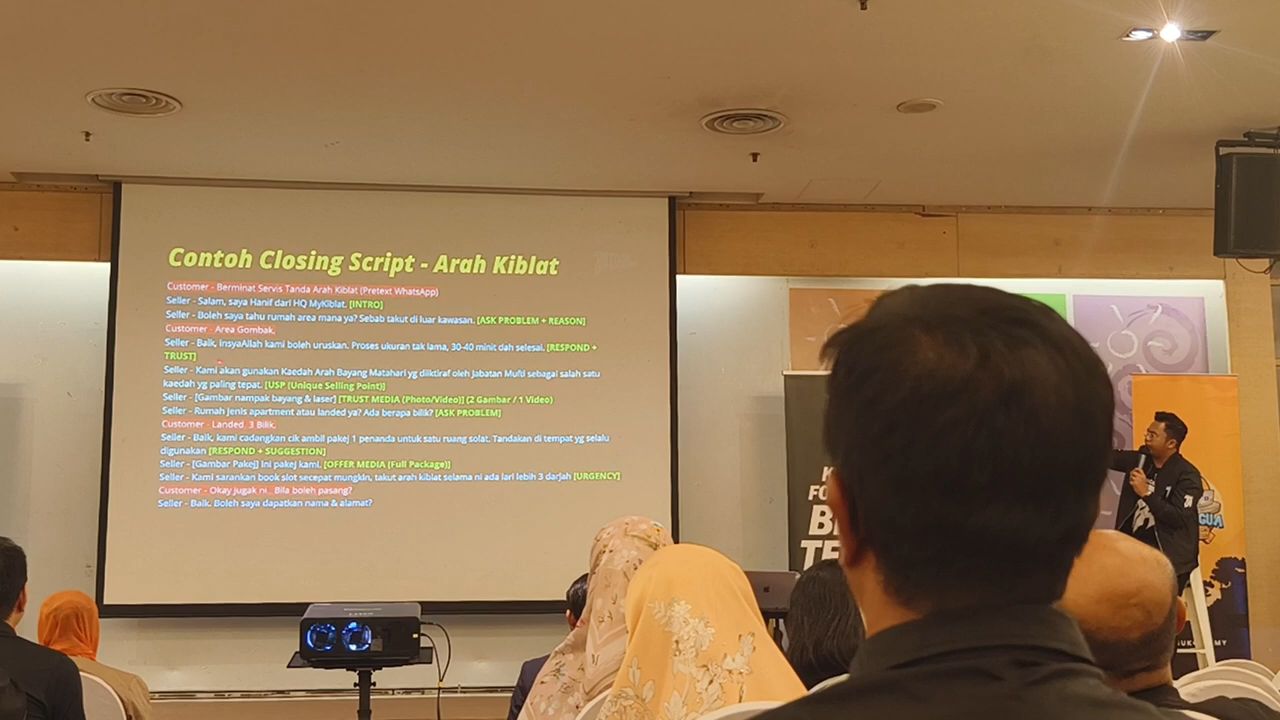 Contoh Closing Script - Arah Kiblat
Customer - Berminat Servis Tanda Arah Kiblat (Pretext WhatsApp)
Seller - Salam, saya Hanif dari HQ MyKiblat. [INTRO]
Seller - Boleh saya tahu rumah area mana ya? Sebab takut di luar kawasan. [ASK PROBLEM + REASON]
Customer - Area Gombak.
Seller - Baik, InsyaAllah kami boleh uruskan. Proses ukuran tak lama, 30-40 minit dah selesai. [RESPOND +
TRUST]
Seller - Kami akan gunakan Kaedah Arah Bayang Matahari yg diiktiraf oleh Jabatan Mufti sebagai salah satu
kaedah yg paling tepat. [USP (Unique Selling Point)]
Seller - [Gambar nampak bayang & laser] [TRUST MEDIA (Photo/Video)] (2 Gambar / 1 Video)
Seller - Rumah jenis apartment atau landed ya? Ada berapa bilik? [ASK PROBLEM]
Customer - Landed. 3 Bilik.
Seller - Baik, kami cadangkan cik ambil pakej 1 penanda untuk satu ruang solat. Tandakan di tempat yg selalu
digunakan [RESPOND + SUGGESTION]
Seller - [Gambar Pakej] Ini pakej kami. [OFFER MEDIA (Full Package)]
Seller - Kami sarankan book slot secepat mungkin, takut arah kiblat selama ni ada lari lebih 3 darjah [URGENCY]
Customer - Okay jugak ni.. Bila boleh pasang?
Seller - Baik. Boleh saya dapatkan nama & alamat?